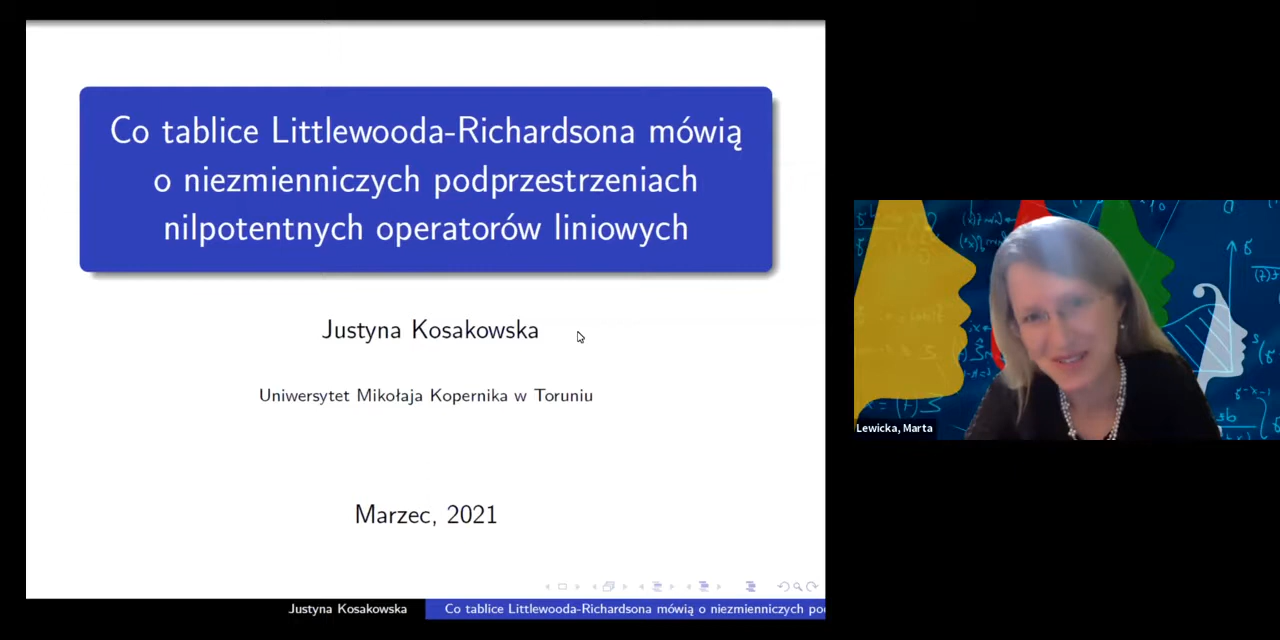 Co tablice Littlewooda-Richardsona mówią
o niezmienniczych podprzestrzeniach
nilpotentnych operatorów liniowych
Justyna Kosakowska
Uniwersytet Mikołaja Kopernika w Toruniu
Marzec, 2021
Justyna Kosakowska
Co tablice Littlewooda-Richardsona mówią o niezmienniczych
Lewicka, Marta